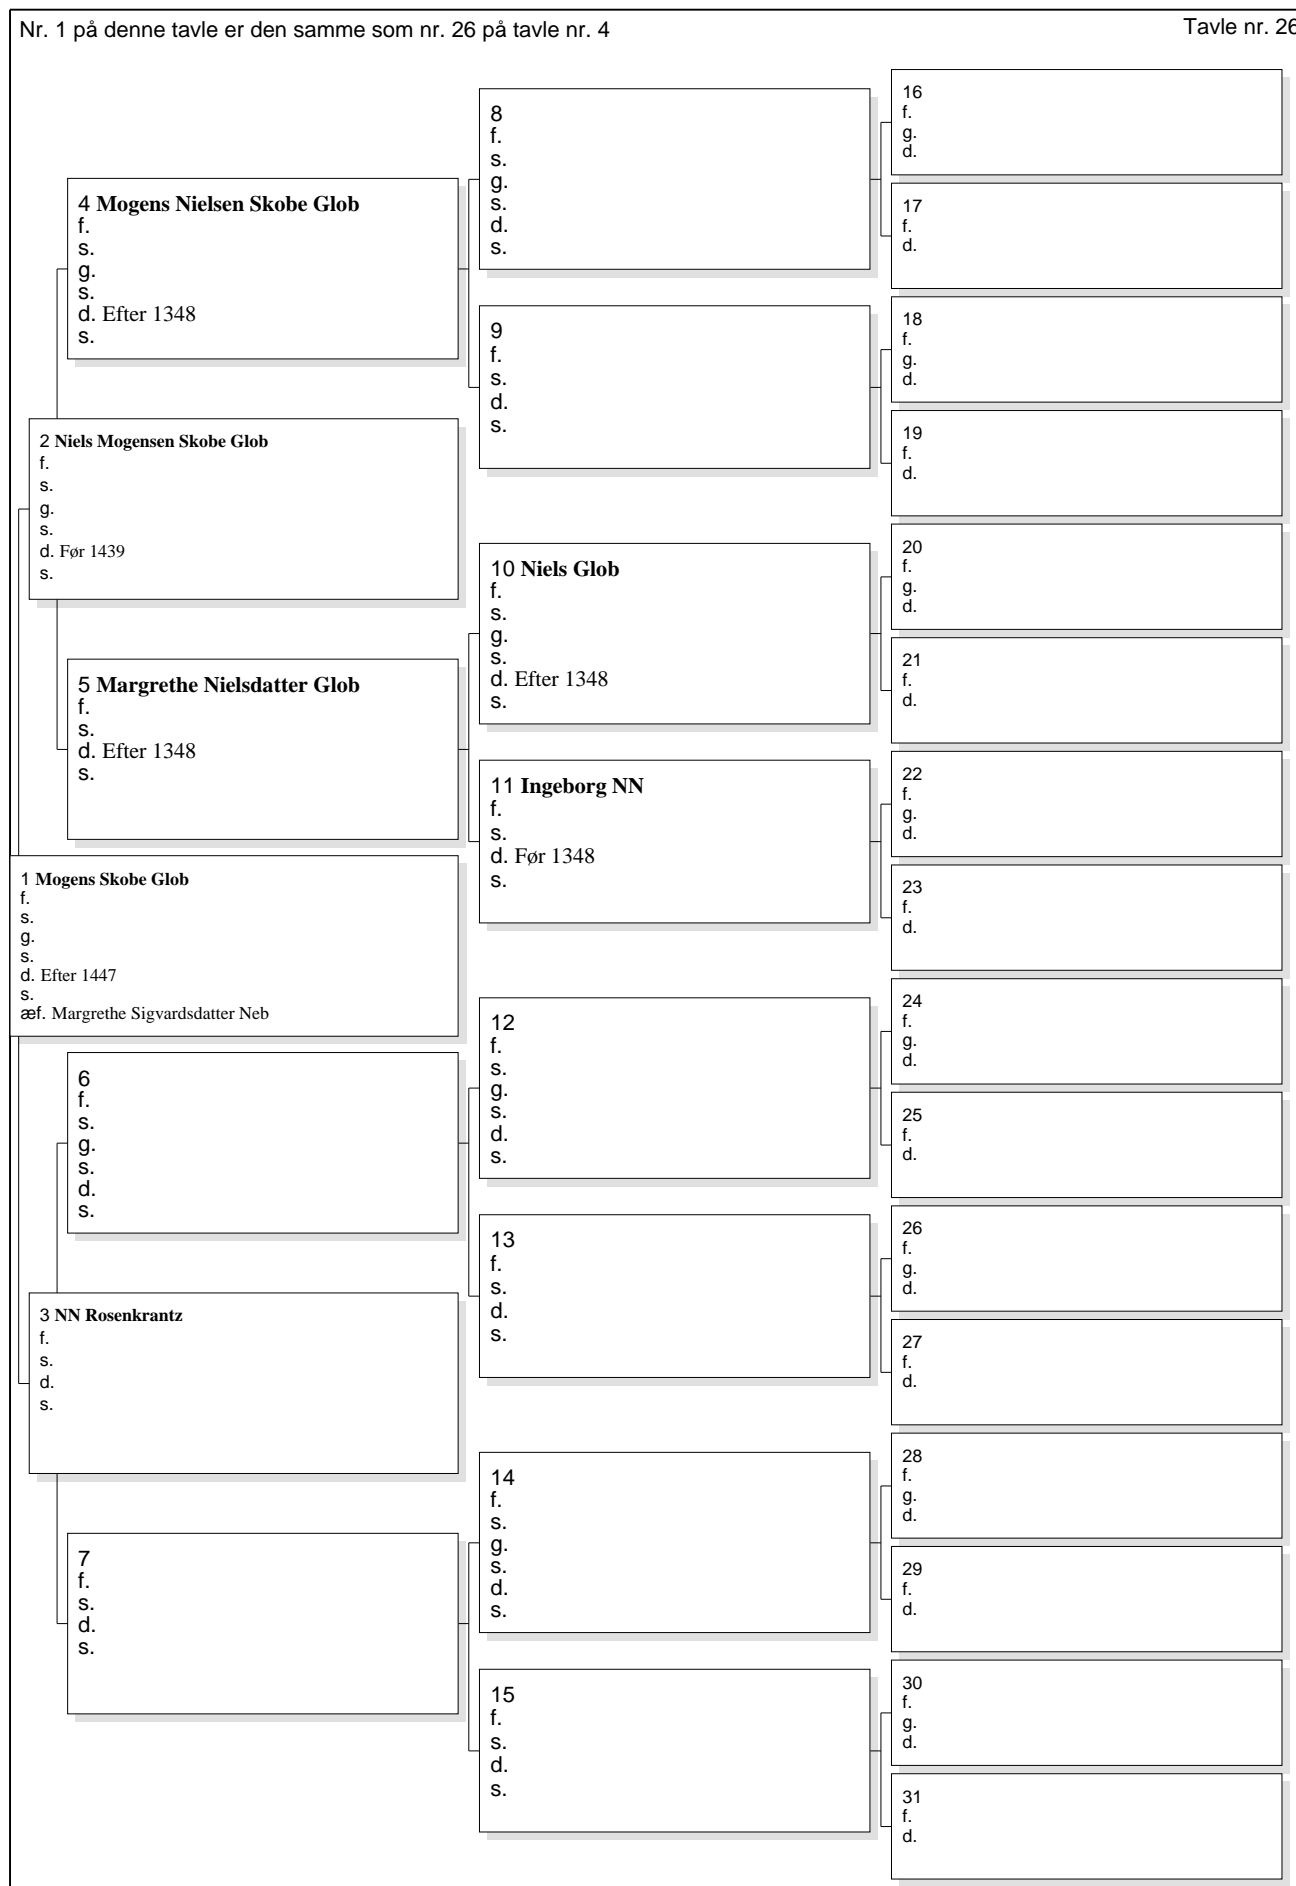 Nr. 1 på denne tavle er den samme som nr. 26 på tavle nr. 4
Tavle nr. 26
4 Mogens Nielsen Skobe Glob
f.
s.
g.
s.
d. Efter 1348
s.
2 Niels Mogensen Skobe Glob
f.
s.
g.
s.
d. Før 1439
s.
5 Margrethe Nielsdatter Glob
f.
s.
d. Efter 1348
s.
1 Mogens Skobe Glob
f.
s.
g.
s.
d. Efter 1447
s.
æf. Margrethe Sigvardsdatter Neb
6
f.
s.
g.
s.
d.
s.
3 NN Rosenkrantz
f.
s.
d.
s.
7
f.
s.
d.
s.
8
f.
s.
g.
s.
d.
s.
9
f.
s.
d.
s.
10 Niels Glob
f.
s.
g.
s.
d. Efter 1348
s.
11 Ingeborg NN
f.
s.
d. Før 1348
s.
12
f.
s.
g.
s.
d.
s.
13
f.
s.
d.
s.
14
f.
s.
g.
s.
d.
s.
15
f.
s.
d.
s.
16
f.
g.
d.
17
f.
d.
18
f.
g.
d.
19
f.
d.
20
f.
g.
d.
21
f.
d.
22
f.
g.
d.
23
f.
d.
24
f.
g.
d.
25
f.
d.
26
f.
g.
d.
27
f.
d.
28
f.
g.
d.
29
f.
d.
30
f.
g.
d.
31
f.
d.